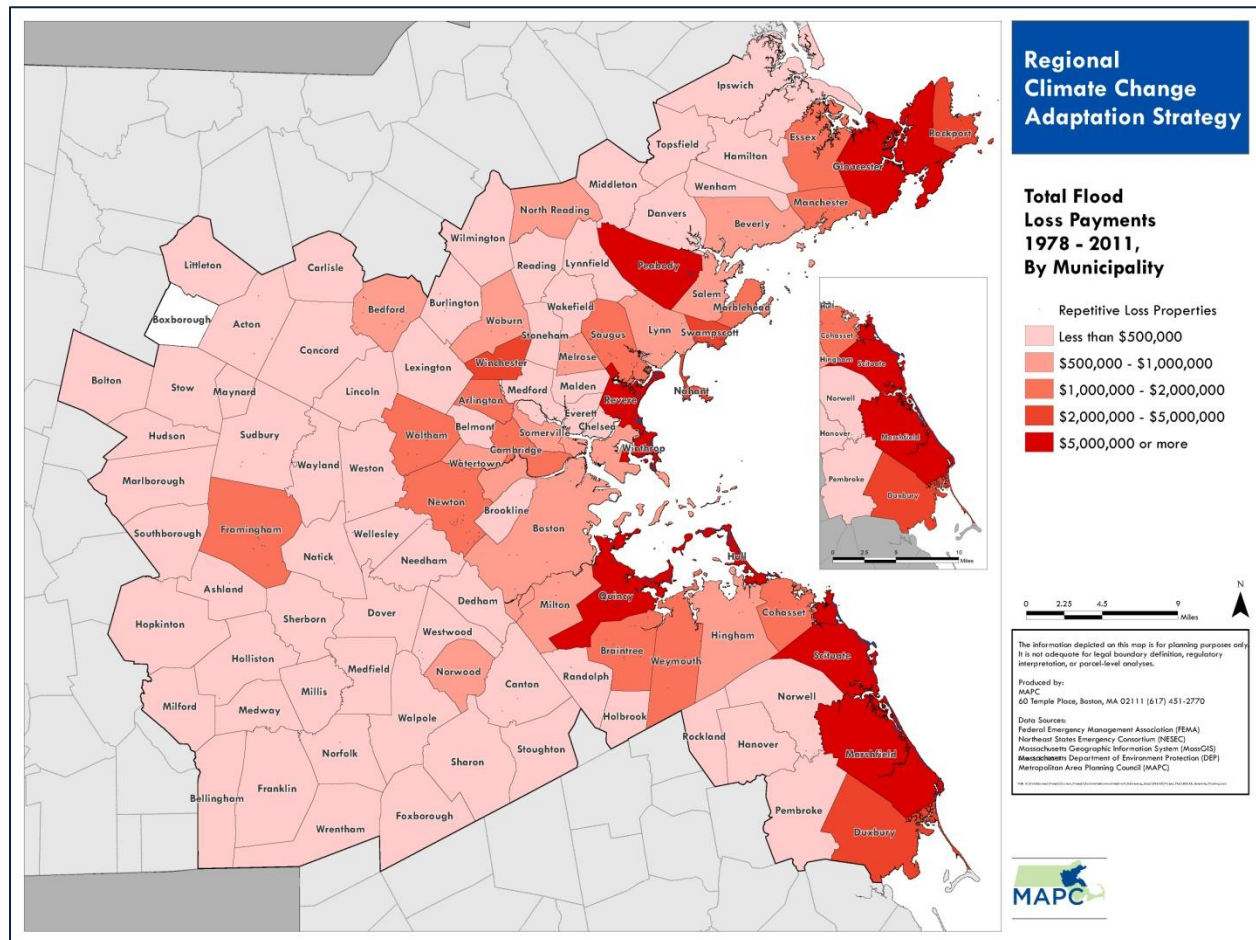 Regional
Climate Change
Adaptation Strategy
Total Flood
Loss Payments
1978 - 2011,
By Municipality
Repetitive Loss Properties
Less than $500,000
$500,000 - $1,000,000
$1,000,000 - $2,000,000
$2,000,000 - $5,000,000
$5,000,000 or more
Ipswich
Rockport
Essex
Topsfield
Hamilton
Gloucester
Middleton
Wenham
Manchester
Danvers
North Reading
Beverly
Wilmington
Littleton
Carlisle
Reading
Lynnfield
Peabody
Salem
Marblehead
Boxborough
Acton
Bedford
Burlington
Wakefield
Woburn
Stoneham
Saugus
Lynn
Swampscott
Concord
Melrose
Winchester
Lexington
Bolton
Stow
Maynard
Lincoln
Medford
Malden
Nahant
Arlington
Revere
Everett
Belmont
Chelsea
Hudson
Sudbury
Waltham
Somerville
Cambridge
Winthrop
Watertown
Wayland
Weston
Marlborough
Newton
Brookline
Boston
Framingham
Southborough
Wellesley
Natick
Needham
Hull
Ashland
Dedham
Milton
Quincy
Cohasset
Hopkinton
Sherborn
Dover
Westwood
Hingham
Braintree
Weymouth
Scituate
Holliston
Medfield
Norwood
Canton
Randolph
Milford
Medway
Millis
Walpole
Holbrook
Norwell
Rockland
Hanover
Norfolk
Sharon
Stoughton
Marshfield
Bellingham
Franklin
Foxborough
Pembroke
Wrentham
Duxbury
Hull
Cohasset
Hingham
Scituate
Norwell
Marshfield
Hanover
Pembroke
Duxbury
0 2.5 5 10
Miles
N
0 2.25 4.5 9
Miles
The information depicted on this map is for planning purposes only.
It is not adequate for legal boundary definition, regulatory
interpretation, or parcel-level analyses.
Produced by:
MAPC
60 Temple Place, Boston, MA 02111 (617) 451-2770
Data Sources:
Federal Emergency Management Association (FEMA)
Northeast States Emergency Consortium (NESEC)
Massachusetts Geographic Information System (MassGIS)
Massachusetts Department of Environment Protection (DEP)
Metropolitan Area Planning Council (MAPC)
MAPC